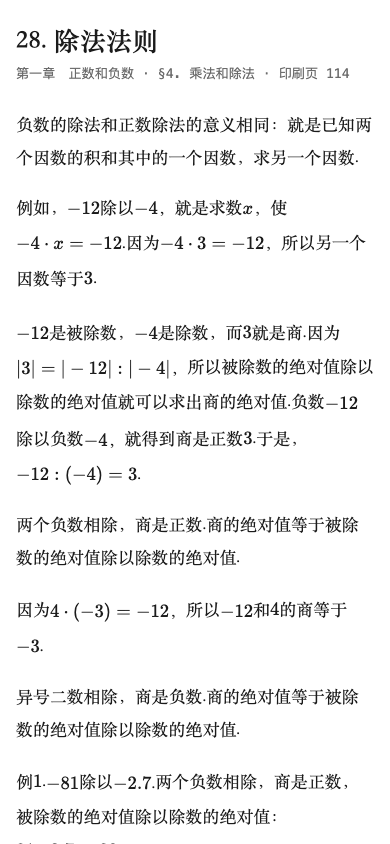 28. 除法法则
第一章 正数和负数 · §4. 乘法和除法 · 印刷页 114
负数的除法和正数除法的意义相同：就是已知两
个因数的积和其中的一个因数，求另一个因数.
例如，−12除以−4，就是求数x，使
−4 · x = −12.因为−4 · 3 = −12，所以另一个
因数等于3.
−12是被除数，−4是除数，而3就是商.因为
|3| = | − 12| : | − 4|，所以被除数的绝对值除以
除数的绝对值就可以求出商的绝对值.负数−12
除以负数−4，就得到商是正数3.于是，
−12 : (−4) = 3.
两个负数相除，商是正数.商的绝对值等于被除
数的绝对值除以除数的绝对值.
因为4 · (−3) = −12，所以−12和4的商等于
−3.
异号二数相除，商是负数.商的绝对值等于被除
数的绝对值除以除数的绝对值.
例1.−81除以−2.7.两个负数相除，商是正数，
被除数的绝对值除以除数的绝对值：